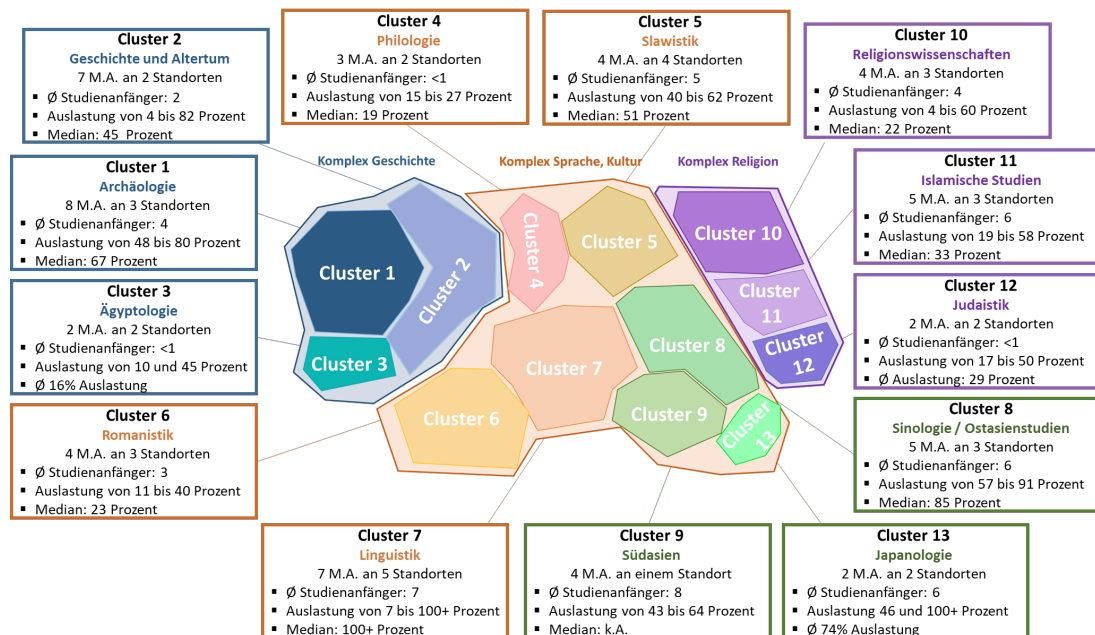 Cluster 2
Geschichte und Altertum
7 M.A. an 2 Standorten
▪ Ø Studienanfänger: 2
▪ Auslastung von 4 bis 82 Prozent
▪ Median: 45 Prozent
Cluster 4
Philologie
3 M.A. an 2 Standorten
▪ Ø Studienanfänger: <1
▪ Auslastung von 15 bis 27 Prozent
▪ Median: 19 Prozent
Cluster 5
Slawistik
4 M.A. an 4 Standorten
▪ Ø Studienanfänger: 5
▪ Auslastung von 40 bis 62 Prozent
▪ Median: 51 Prozent
Cluster 10
Religionswissenschaften
4 M.A. an 3 Standorten
▪ Ø Studienanfänger: 4
▪ Auslastung von 4 bis 60 Prozent
▪ Median: 22 Prozent
Cluster 1
Archäologie
8 M.A. an 3 Standorten
▪ Ø Studienanfänger: 4
▪ Auslastung von 48 bis 80 Prozent
▪ Median: 67 Prozent
Cluster 3
Ägyptologie
2 M.A. an 2 Standorten
▪ Ø Studienanfänger: <1
▪ Auslastung von 10 und 45 Prozent
▪ Ø 16% Auslastung
Cluster 6
Romanistik
4 M.A. an 3 Standorten
▪ Ø Studienanfänger: 3
▪ Auslastung von 11 bis 40 Prozent
▪ Median: 23 Prozent
Komplex Geschichte
Komplex Sprache, Kultur
Komplex Religion
Cluster 1
Cluster 2
Cluster 3
Cluster 4
Cluster 5
Cluster 6
Cluster 7
Cluster 8
Cluster 9
Cluster 10
Cluster
11
Cluster
12
Cluster
13
Cluster 11
Islamische Studien
5 M.A. an 3 Standorten
▪ Ø Studienanfänger: 6
▪ Auslastung von 19 bis 58 Prozent
▪ Median: 33 Prozent
Cluster 12
Judaistik
2 M.A. an 2 Standorten
▪ Ø Studienanfänger: <1
▪ Auslastung von 17 bis 50 Prozent
▪ Ø Auslastung: 29 Prozent
Cluster 8
Sinologie / Ostasienstudien
5 M.A. an 3 Standorten
▪ Ø Studienanfänger: 6
▪ Auslastung von 57 bis 91 Prozent
▪ Median: 85 Prozent
Cluster 7
Linguistik
7 M.A. an 5 Standorten
▪ Ø Studienanfänger: 7
▪ Auslastung von 7 bis 100+ Prozent
▪ Median: 100+ Prozent
Cluster 9
Südasien
4 M.A. an einem Standort
▪ Ø Studienanfänger: 8
▪ Auslastung von 43 bis 64 Prozent
▪ Median: k.A.
Cluster 13
Japanologie
2 M.A. an 2 Standorten
▪ Ø Studienanfänger: 6
▪ Auslastung 46 und 100+ Prozent
▪ Ø 74% Auslastung